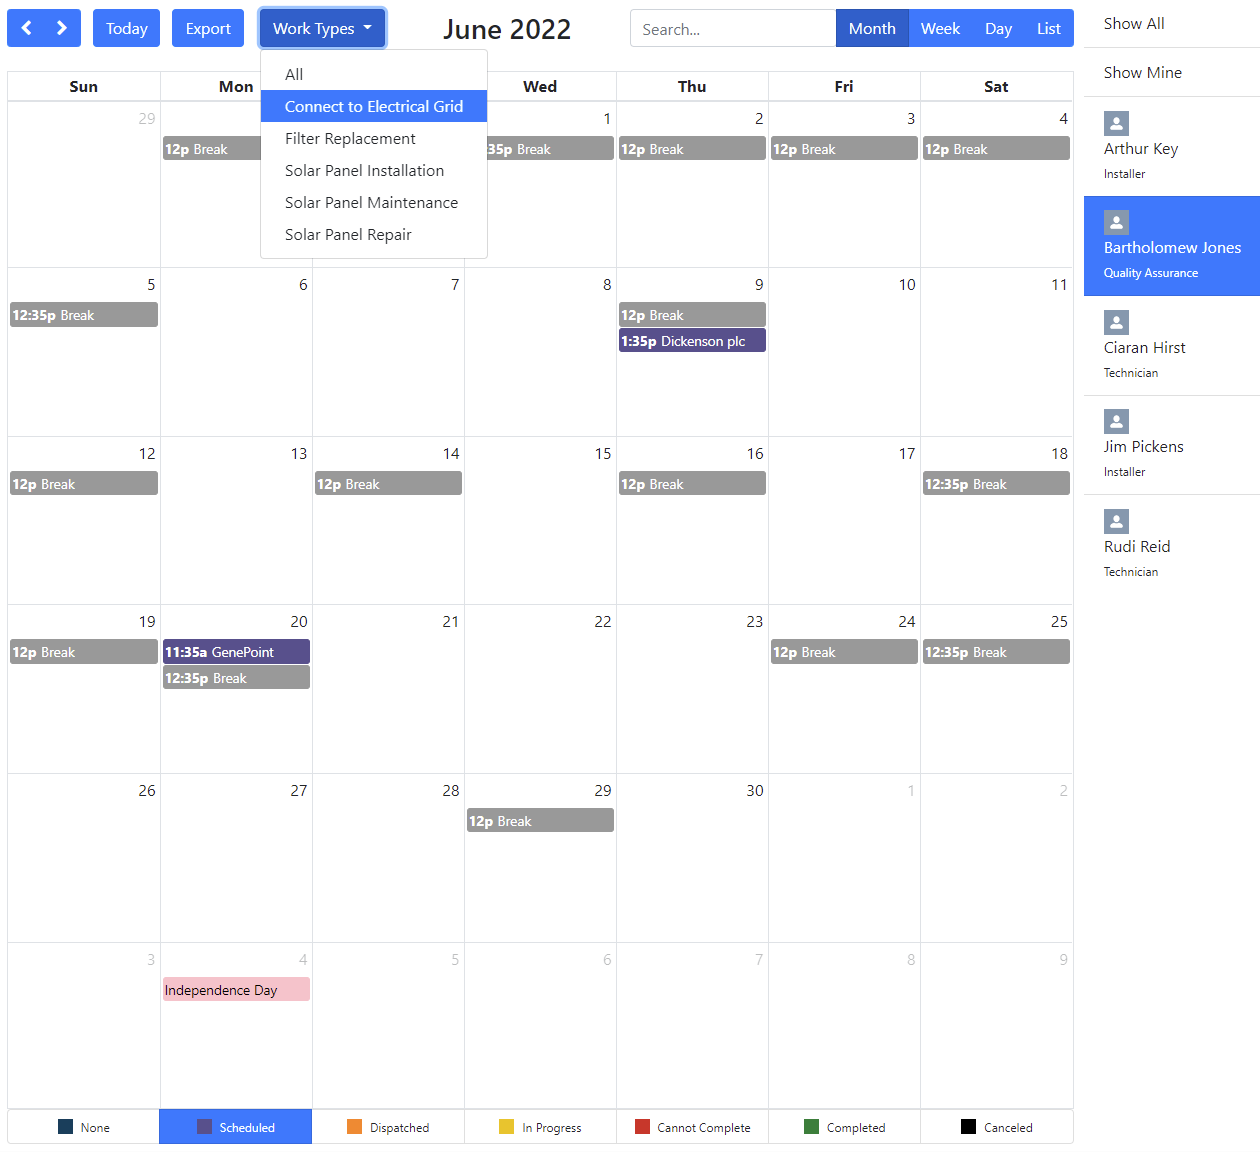 Today
Export
Work Types
June 2022
Search...
Month
Week
Day
List
All
Connect to Electrical Grid
Filter Replacement
Solar Panel Installation
Solar Panel Maintenance
Solar Panel Repair
Sun
Mon
Wed
Thu
Fri
Sat
29
1
2
3
4
12p Break
35p Break
12p Break
12p Break
12p Break
5
6
7
8
9
10
11
12:35p Break
12p Break
1:35p Dickenson plc
12
13
14
15
16
17
18
12p Break
12p Break
12p Break
12:35p Break
19
20
21
22
23
24
25
12p Break
11:35a GenePoint
12:35p Break
12p Break
12:35p Break
26
27
28
29
30
1
2
12p Break
3
4
5
6
7
8
9
Independence Day
None
Scheduled
Dispatched
In Progress
Cannot Complete
Completed
Canceled
Show All
Show Mine
Arthur Key
Installer
Bartholomew Jones
Quality Assurance
Ciaran Hirst
Technician
Jim Pickens
Installer
Rudi Reid
Technician